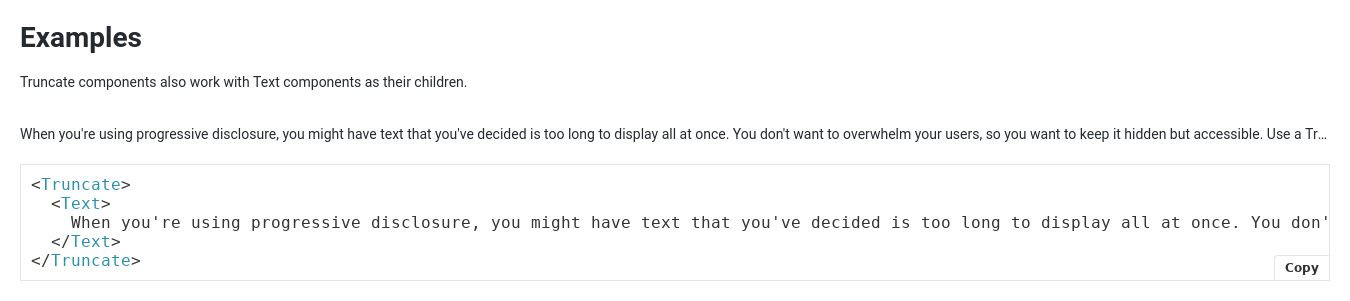 Examples
Truncate components also work with Text components as their children.
When you're using progressive disclosure, you might have text that you've decided is too long to display all at once. You don't want to overwhelm your users, so you want to keep it hidden but accessible. Use a Tr…
<Truncate>
<Text>
When you're using progressive disclosure, you might have text that you've decided is too long to display all at once. You don'
</Text>
</Truncate>
Copy